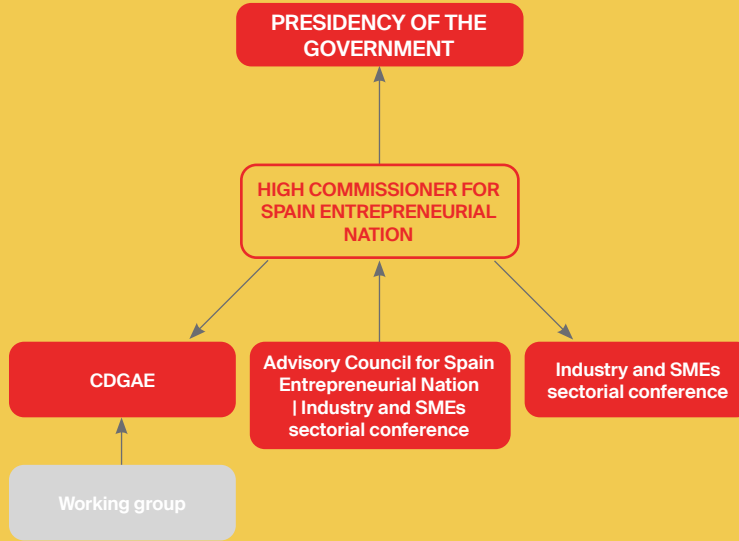 PRESIDENCY OF THE
GOVERNMENT
HIGH COMMISSIONER FOR
SPAIN ENTREPRENEURIAL
NATION
CDGAE
Advisory Council for Spain
Entrepreneurial Nation
| Industry and SMEs
sectorial conference
Industry and SMEs
sectorial conference
Working group